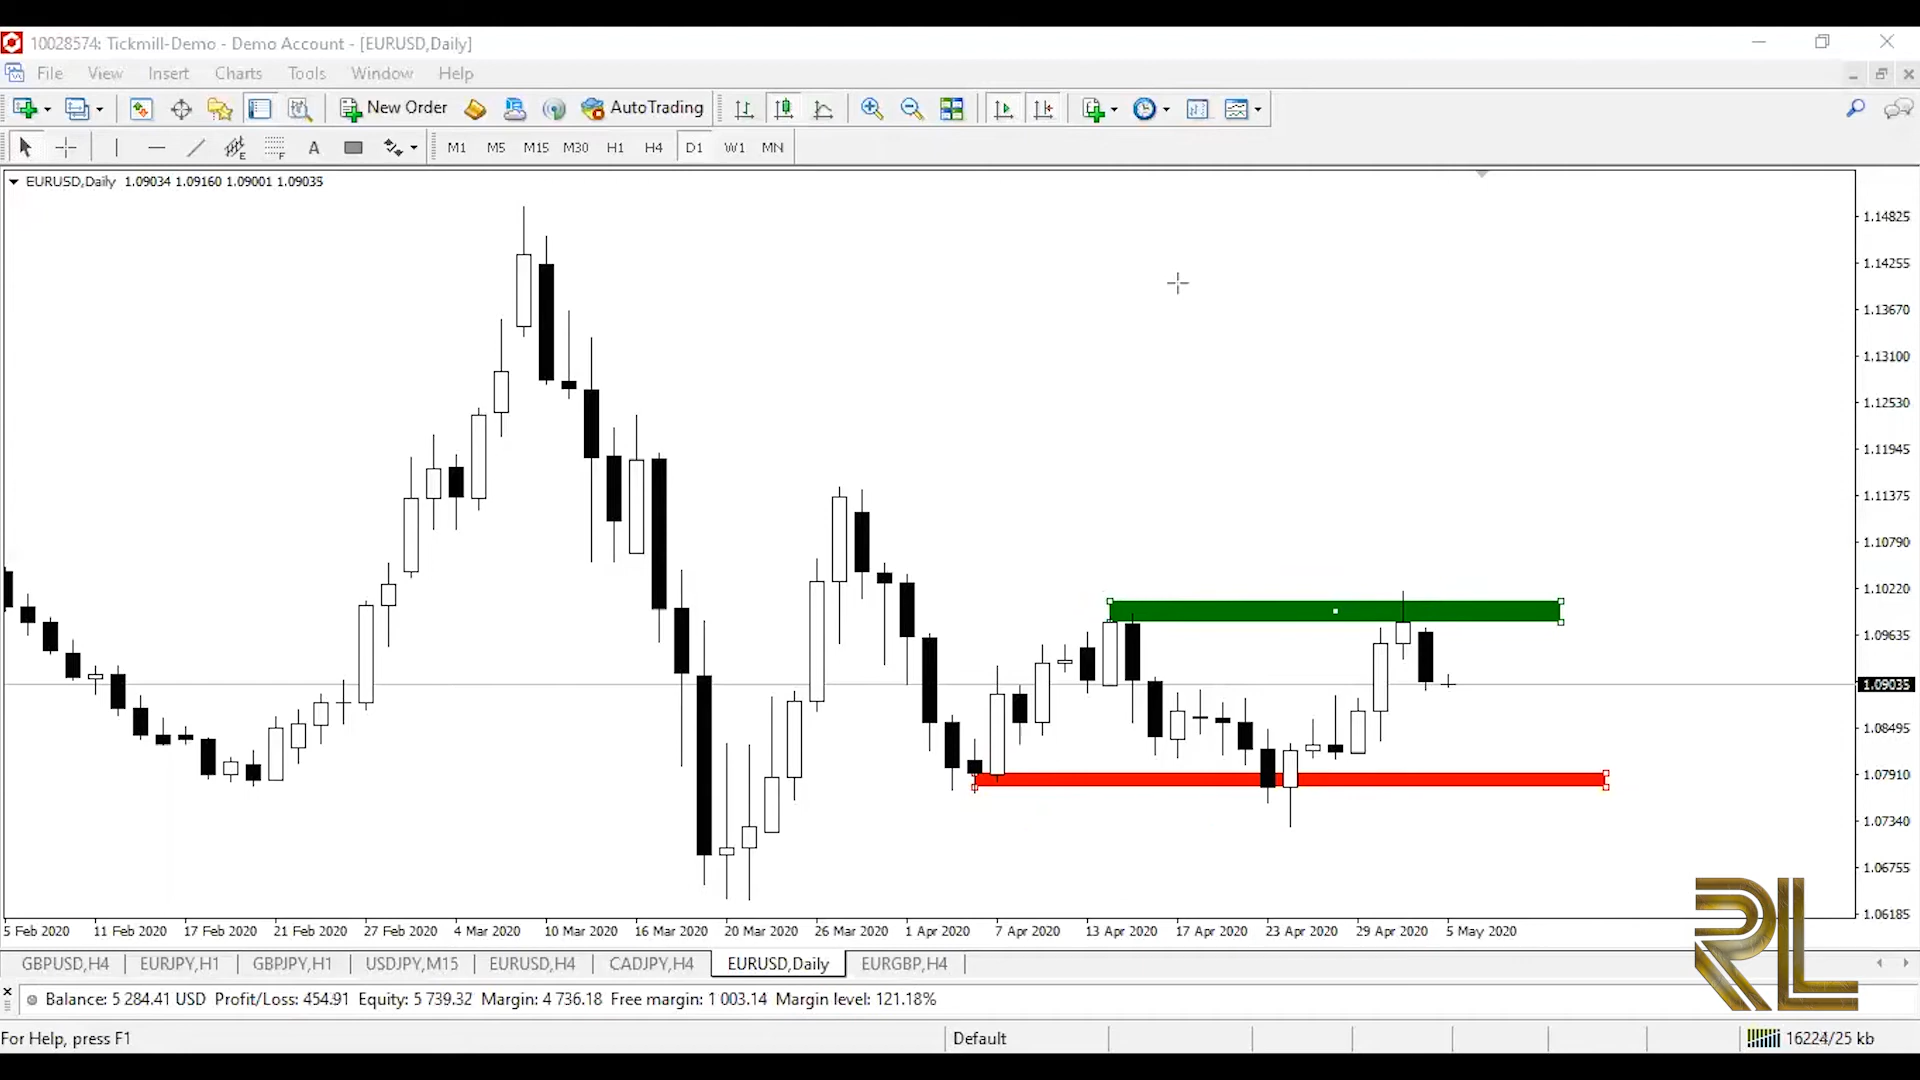 10028574: Tickmill-Demo - Demo Account - [EURUSD,Daily]
File View Insert Charts Tools Window Help
New Order AutoTrading
E F A M1 M5 M15 M30 H1 H4 D1 W1 MN
EURUSD,Daily 1.09034 1.09160 1.09001 1.09035
1.14825
1.14255
1.13670
1.13100
1.12530
1.11945
1.11375
1.10790
1.10220
1.09635
1.09035
1.08495
1.07910
1.07340
1.06755
1.06185
5 Feb 2020 11 Feb 2020 17 Feb 2020 21 Feb 2020 27 Feb 2020 4 Mar 2020 10 Mar 2020 16 Mar 2020 20 Mar 2020 26 Mar 2020 1 Apr 2020 7 Apr 2020 13 Apr 2020 17 Apr 2020 23 Apr 2020 29 Apr 2020 5 May 2020
GBPUSD,H4 EURJPY,H1 GBPJPY,H1 USDJPY,M15 EURUSD,H4 CADJPY,H4 EURUSD,Daily EURGBP,H4
RL
Balance: 5 284.41 USD Profit/Loss: 454.91 Equity: 5 739.32 Margin: 4 736.18 Free margin: 1 003.14 Margin level: 121.18%
For Help, press F1 Default 16224/25 kb